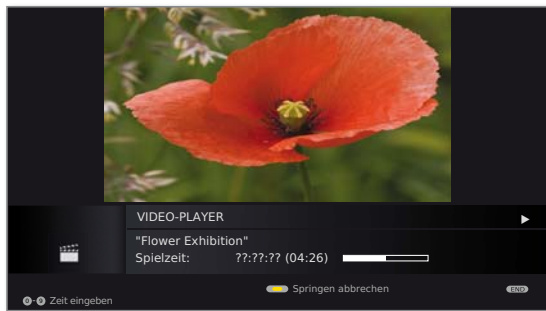 VIDEO-PLAYER
"Flower Exhibition"
Spielzeit: ??:??:?? (04:26)
Springen abbrechen END
0-9 Zeit eingeben